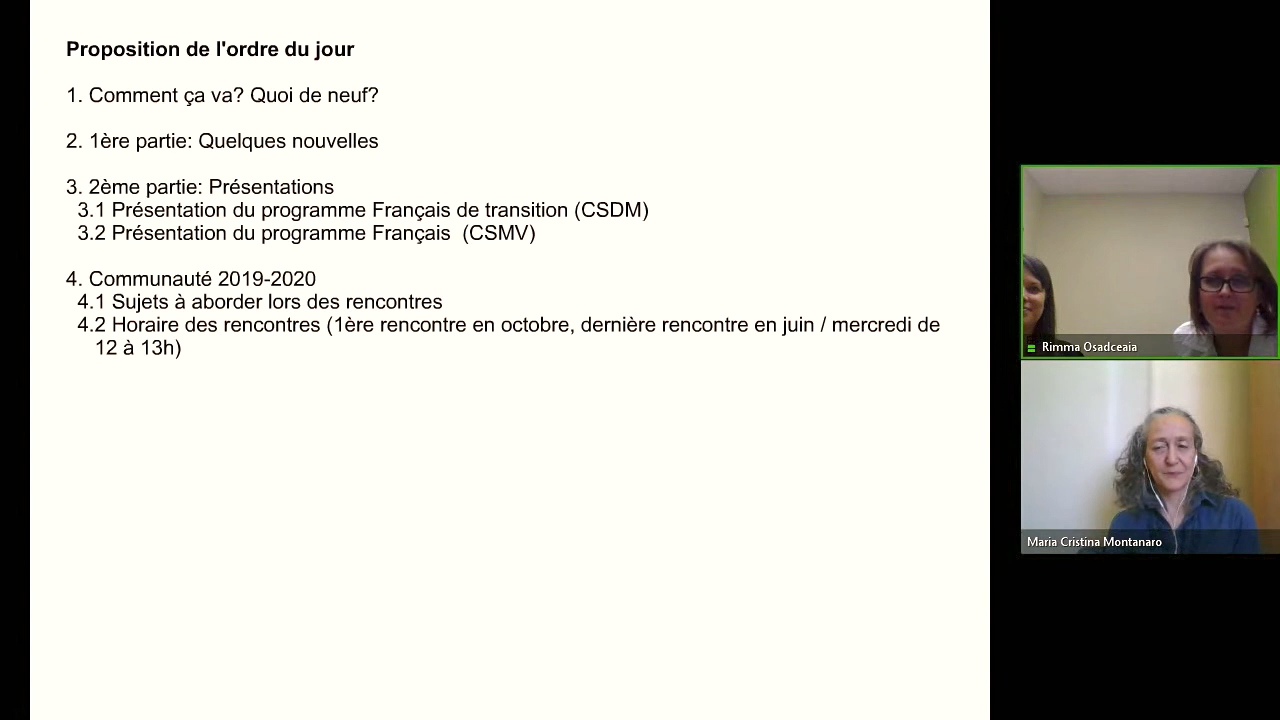 Proposition de l'ordre du jour
1. Comment ça va? Quoi de neuf?
2. 1ère partie: Quelques nouvelles
3. 2ème partie: Présentations
3.1 Présentation du programme Français de transition (CSDM)
3.2 Présentation du programme Français  (CSMV)
4. Communauté 2019-2020
4.1 Sujets à aborder lors des rencontres
4.2 Horaire des rencontres (1ère rencontre en octobre, dernière rencontre en juin / mercredi de
12 à 13h)
Rimma Osadceaia
Maria Cristina Montanaro